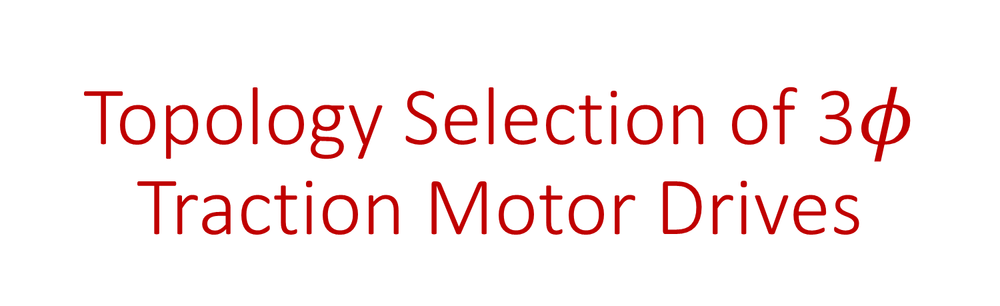 Topology Selection of 3ϕ
Traction Motor Drives